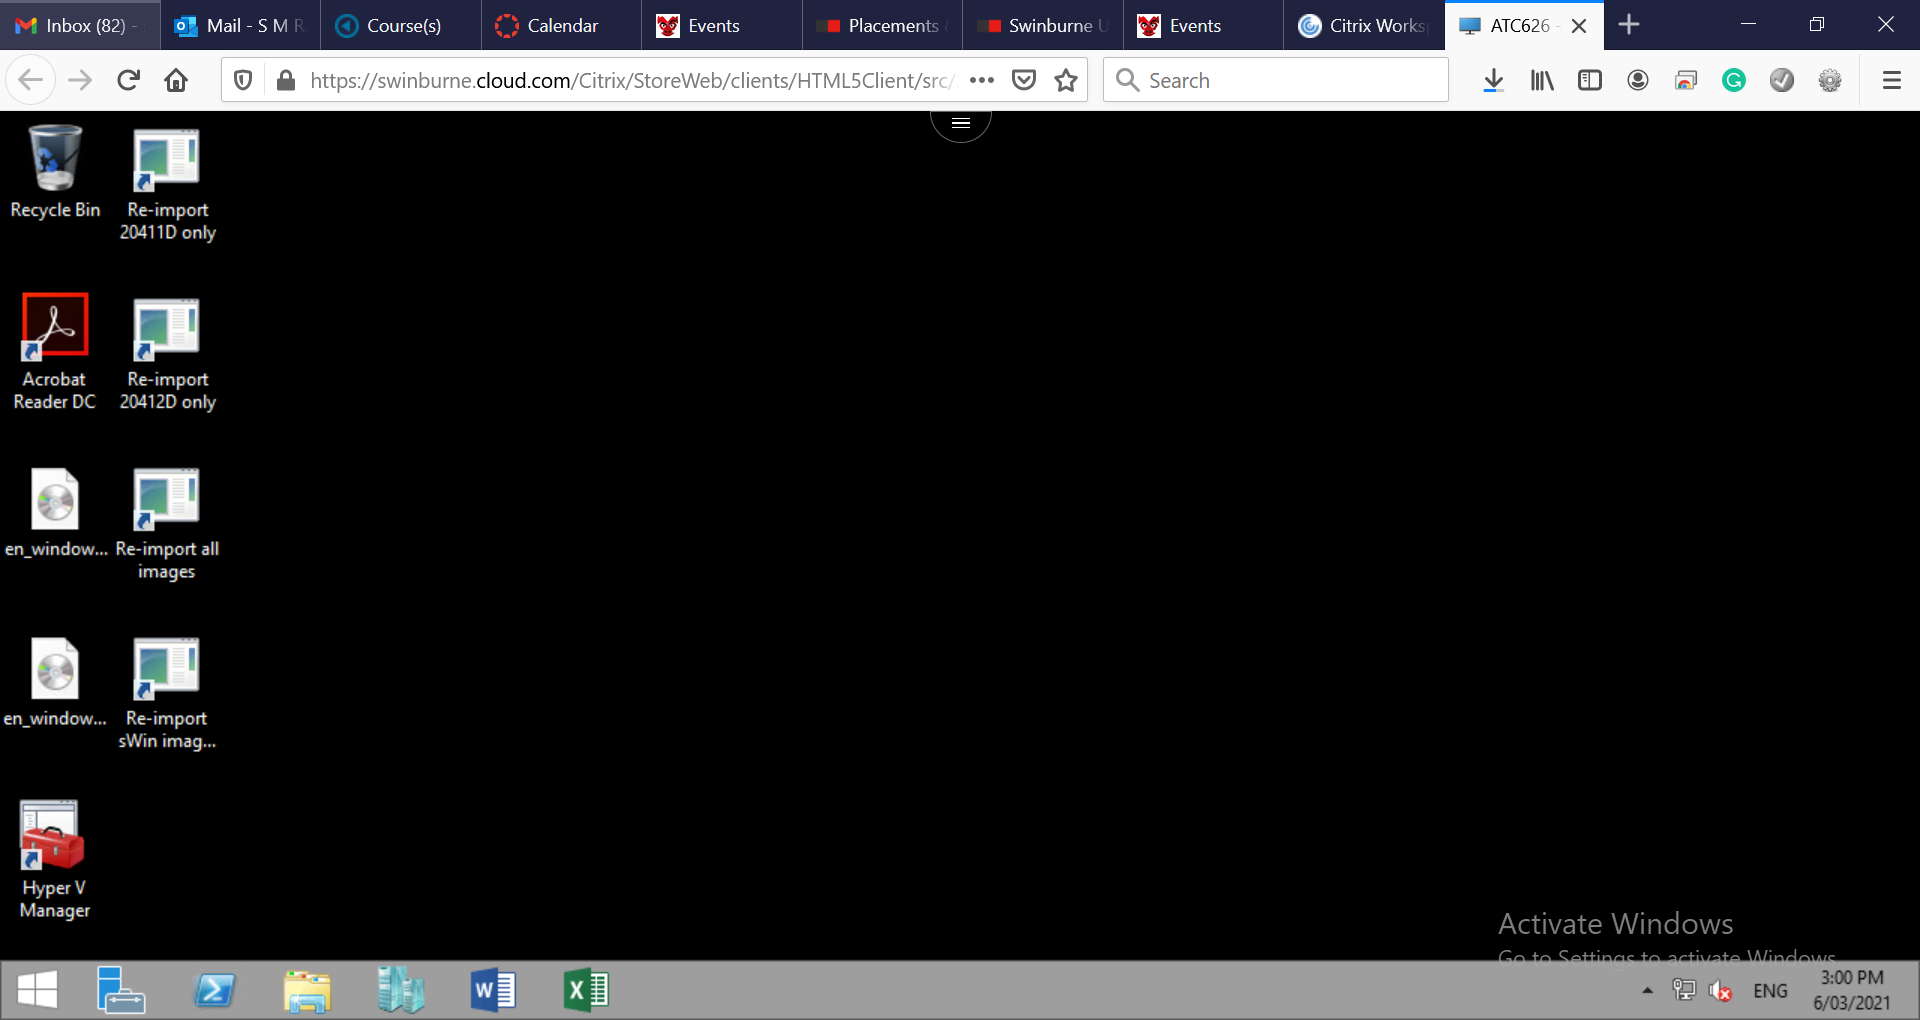 Inbox (82) -
Mail - S M R
Course(s)
Calendar
Events
Placements
Swinburne U
Events
Citrix Works
ATC626 -
https://swinburne.cloud.com/Citrix/StoreWeb/clients/HTML5Client/src/
Search
Recycle Bin
Re-import
20411D only
Acrobat
Reader DC
Re-import
20412D only
en_window...
Re-import all
images
en_window...
Re-import
sWin imag...
Hyper V
Manager
Activate Windows
Go to Settings to activate Windows.
W
X
ENG
3:00 PM
6/03/2021